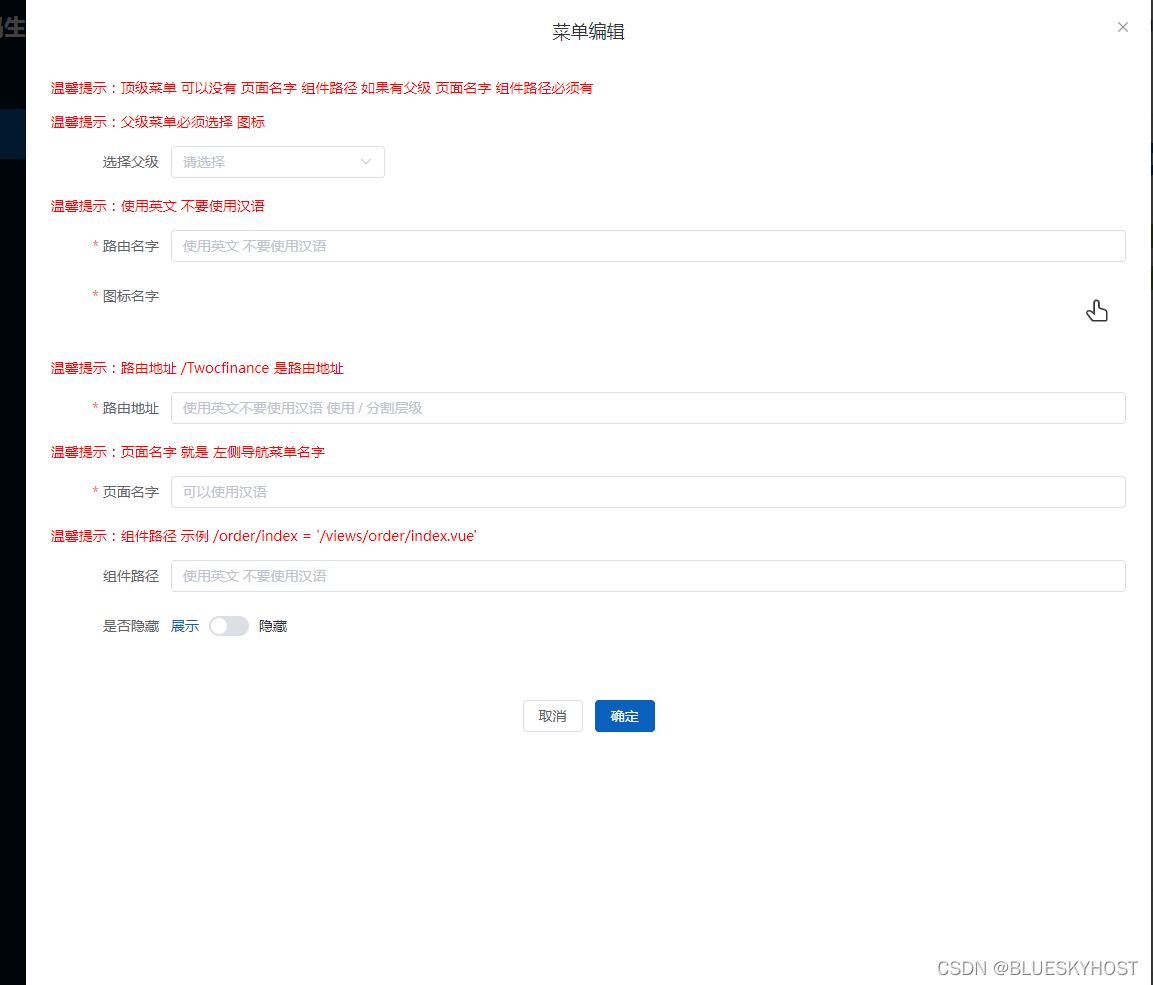 菜单编辑
温馨提示：顶级菜单 可以没有 页面名字 组件路径 如果有父级 页面名字 组件路径必须有
温馨提示：父级菜单必须选择 图标
选择父级 请选择
温馨提示：使用英文 不要使用汉语
* 路由名字 使用英文 不要使用汉语
* 图标名字
温馨提示：路由地址 /Twocfinance 是路由地址
* 路由地址 使用英文不要使用汉语 使用 / 分割层级
温馨提示：页面名字 就是 左侧导航菜单名字
* 页面名字 可以使用汉语
温馨提示：组件路径 示例 /order/index = '/views/order/index.vue'
组件路径 使用英文 不要使用汉语
是否隐藏 展示 隐藏
取消 确定
CSDN @BLUESKYHOST